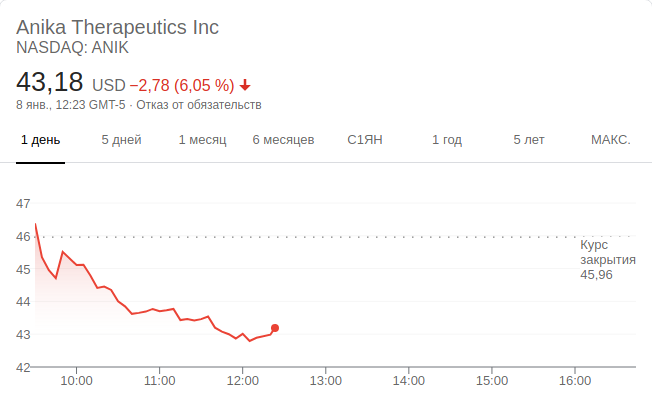 Anika Therapeutics Inc
NASDAQ: ANIK
43,18 USD −2,78 (6,05 %)
8 янв., 12:23 GMT-5 · Отказ от обязательств
1 день 5 дней 1 месяц 6 месяцев С1ЯН 1 год 5 лет МАКС.
47
46
Курс
закрытия
45,96
45
44
43
42
10:00 11:00 12:00 13:00 14:00 15:00 16:00